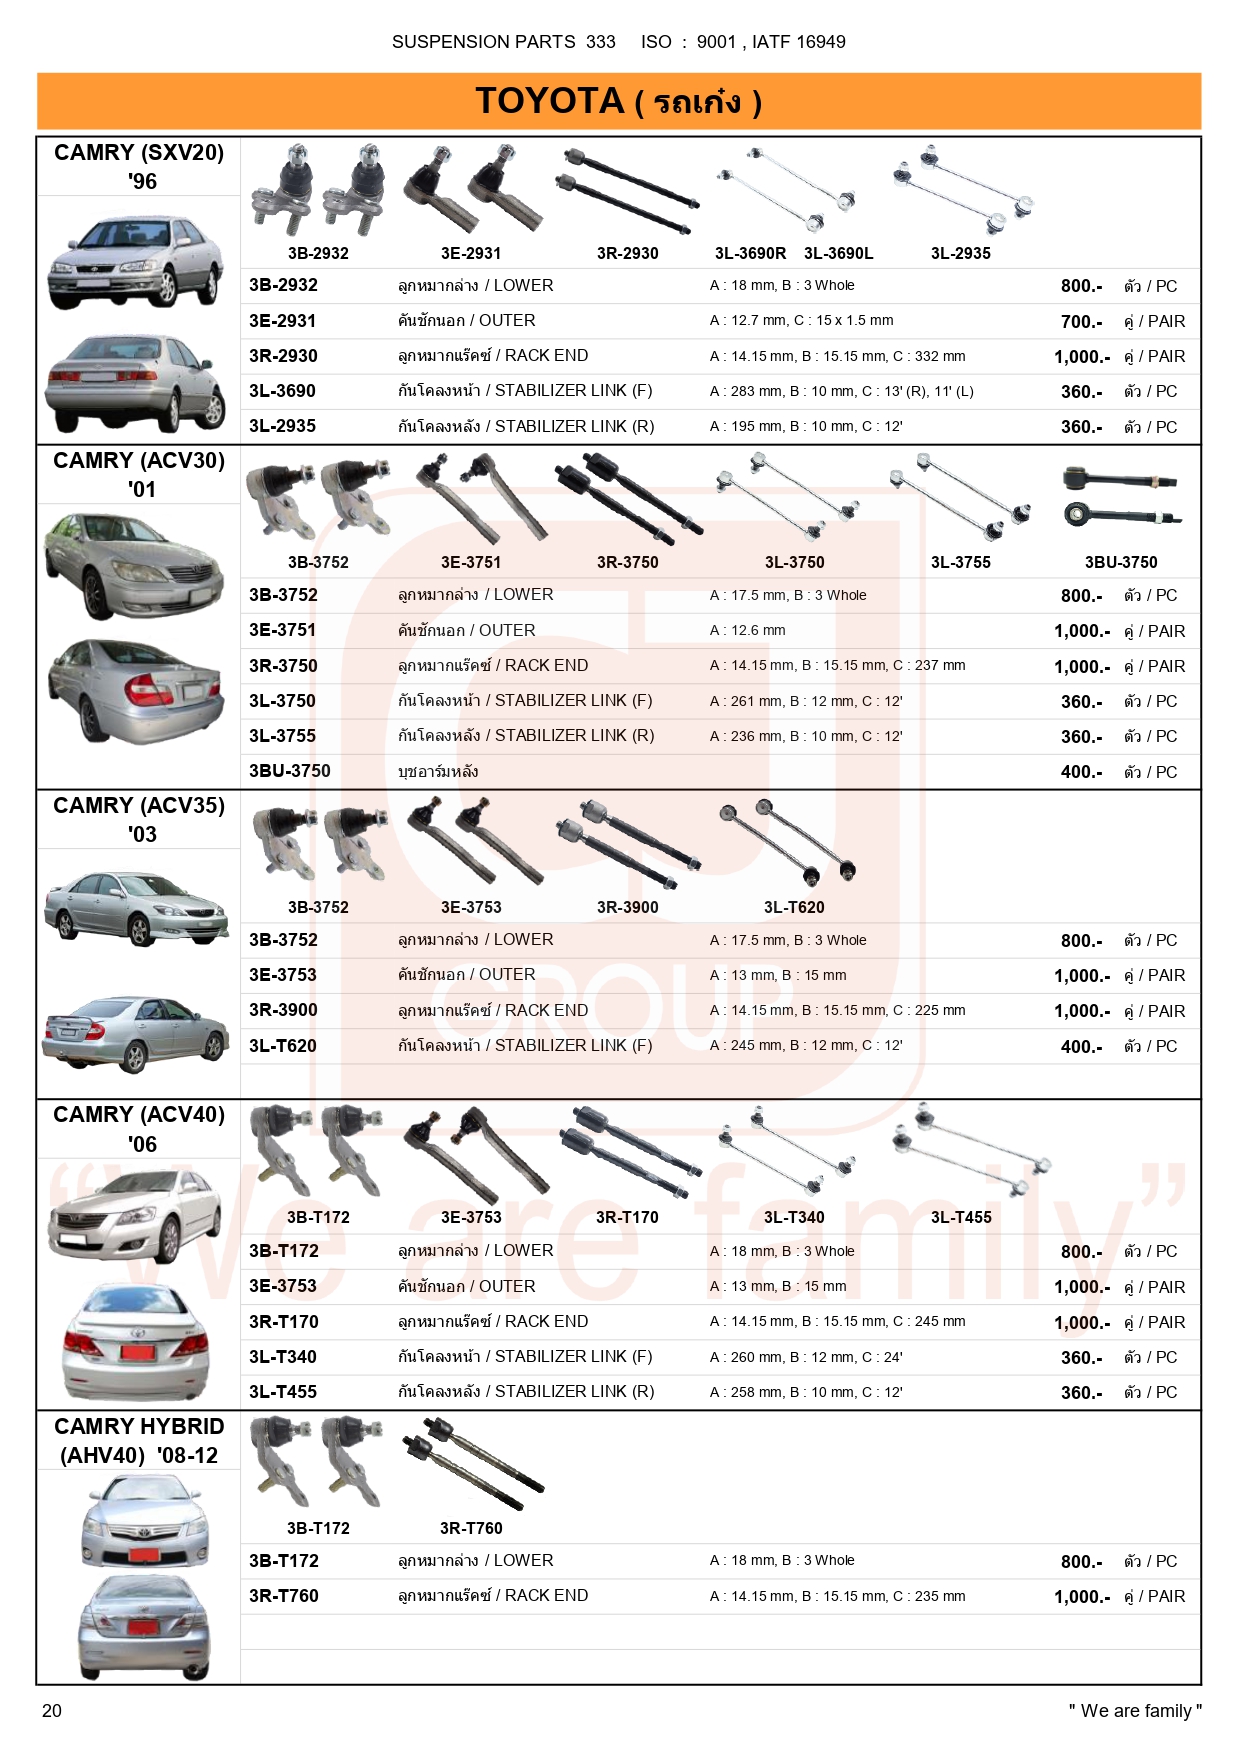 SUSPENSION PARTS 333 ISO : 9001 , IATF 16949
TOYOTA ( รถเก๋ง )
CAMRY (SXV20)
'96
3B-2932 3E-2931 3R-2930 3L-3690R 3L-3690L 3L-2935
3B-2932 ลูกหมากล่าง / LOWER A : 18 mm, B : 3 Whole 800.- ตัว / PC
3E-2931 คันชักนอก / OUTER A : 12.7 mm, C : 15 x 1.5 mm 700.- คู่ / PAIR
3R-2930 ลูกหมากแร๊คซ์ / RACK END A : 14.15 mm, B : 15.15 mm, C : 332 mm 1,000.- คู่ / PAIR
3L-3690 กันโคลงหน้า / STABILIZER LINK (F) A : 283 mm, B : 10 mm, C : 13' (R), 11' (L) 360.- ตัว / PC
3L-2935 กันโคลงหลัง / STABILIZER LINK (R) A : 195 mm, B : 10 mm, C : 12' 360.- ตัว / PC
CAMRY (ACV30)
'01
3B-3752 3E-3751 3R-3750 3L-3750 3L-3755 3BU-3750
3B-3752 ลูกหมากล่าง / LOWER A : 17.5 mm, B : 3 Whole 800.- ตัว / PC
3E-3751 คันชักนอก / OUTER A : 12.6 mm 1,000.- คู่ / PAIR
3R-3750 ลูกหมากแร๊คซ์ / RACK END A : 14.15 mm, B : 15.15 mm, C : 237 mm 1,000.- คู่ / PAIR
3L-3750 กันโคลงหน้า / STABILIZER LINK (F) A : 261 mm, B : 12 mm, C : 12' 360.- ตัว / PC
3L-3755 กันโคลงหลัง / STABILIZER LINK (R) A : 236 mm, B : 10 mm, C : 12' 360.- ตัว / PC
3BU-3750 บุชอาร์มหลัง 400.- ตัว / PC
CAMRY (ACV35)
'03
3B-3752 3E-3753 3R-3900 3L-T620
3B-3752 ลูกหมากล่าง / LOWER A : 17.5 mm, B : 3 Whole 800.- ตัว / PC
3E-3753 คันชักนอก / OUTER A : 13 mm, B : 15 mm 1,000.- คู่ / PAIR
3R-3900 ลูกหมากแร๊คซ์ / RACK END A : 14.15 mm, B : 15.15 mm, C : 225 mm 1,000.- คู่ / PAIR
3L-T620 กันโคลงหน้า / STABILIZER LINK (F) A : 245 mm, B : 12 mm, C : 12' 400.- ตัว / PC
GROUP
CAMRY (ACV40)
'06
"We are family"
3B-T172 3E-3753 3R-T170 3L-T340 3L-T455
3B-T172 ลูกหมากล่าง / LOWER A : 18 mm, B : 3 Whole 800.- ตัว / PC
3E-3753 คันชักนอก / OUTER A : 13 mm, B : 15 mm 1,000.- คู่ / PAIR
3R-T170 ลูกหมากแร๊คซ์ / RACK END A : 14.15 mm, B : 15.15 mm, C : 245 mm 1,000.- คู่ / PAIR
3L-T340 กันโคลงหน้า / STABILIZER LINK (F) A : 260 mm, B : 12 mm, C : 24' 360.- ตัว / PC
3L-T455 กันโคลงหลัง / STABILIZER LINK (R) A : 258 mm, B : 10 mm, C : 12' 360.- ตัว / PC
CAMRY HYBRID
(AHV40) '08-12
3B-T172 3R-T760
3B-T172 ลูกหมากล่าง / LOWER A : 18 mm, B : 3 Whole 800.- ตัว / PC
3R-T760 ลูกหมากแร๊คซ์ / RACK END A : 14.15 mm, B : 15.15 mm, C : 235 mm 1,000.- คู่ / PAIR
20 " We are family "